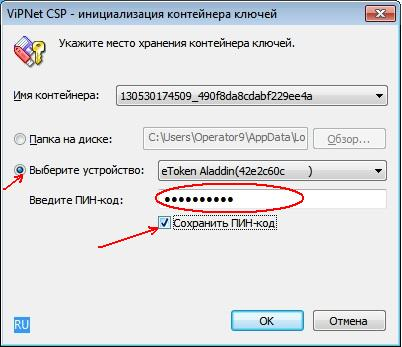 ViPNet CSP - инициализация контейнера ключей
Укажите место хранения контейнера ключей.
Имя контейнера: 130530174509_490f8da8cdabf229ee4a
Папка на диске: C:\Users\Operator9\AppData\Lo Обзор...
Выберите устройство: eToken Aladdin(42e2c60c )
Введите ПИН-код: ●●●●●●●●●●
Сохранить ПИН-код
RU OK Отмена